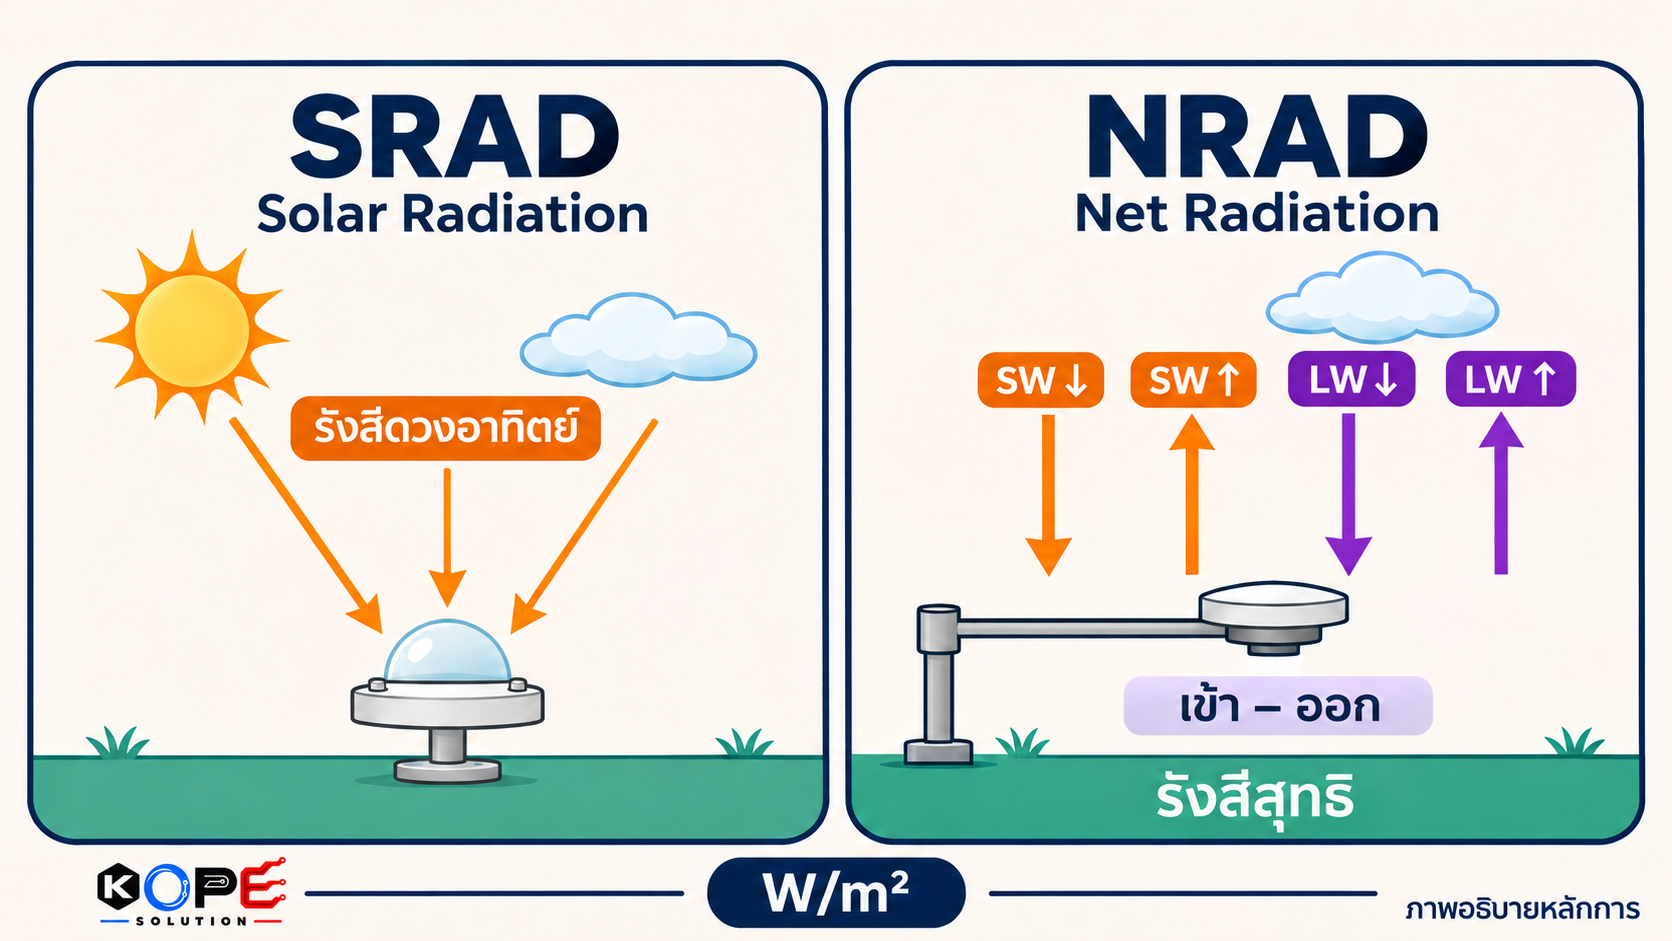 SRAD
Solar Radiation
รังสีดวงอาทิตย์
NRAD
Net Radiation
SW ↓
SW ↑
LW ↓
LW ↑
เข้า – ออก
รังสีสุทธิ
KOPE
SOLUTION
W/m²
ภาพอธิบายหลักการ